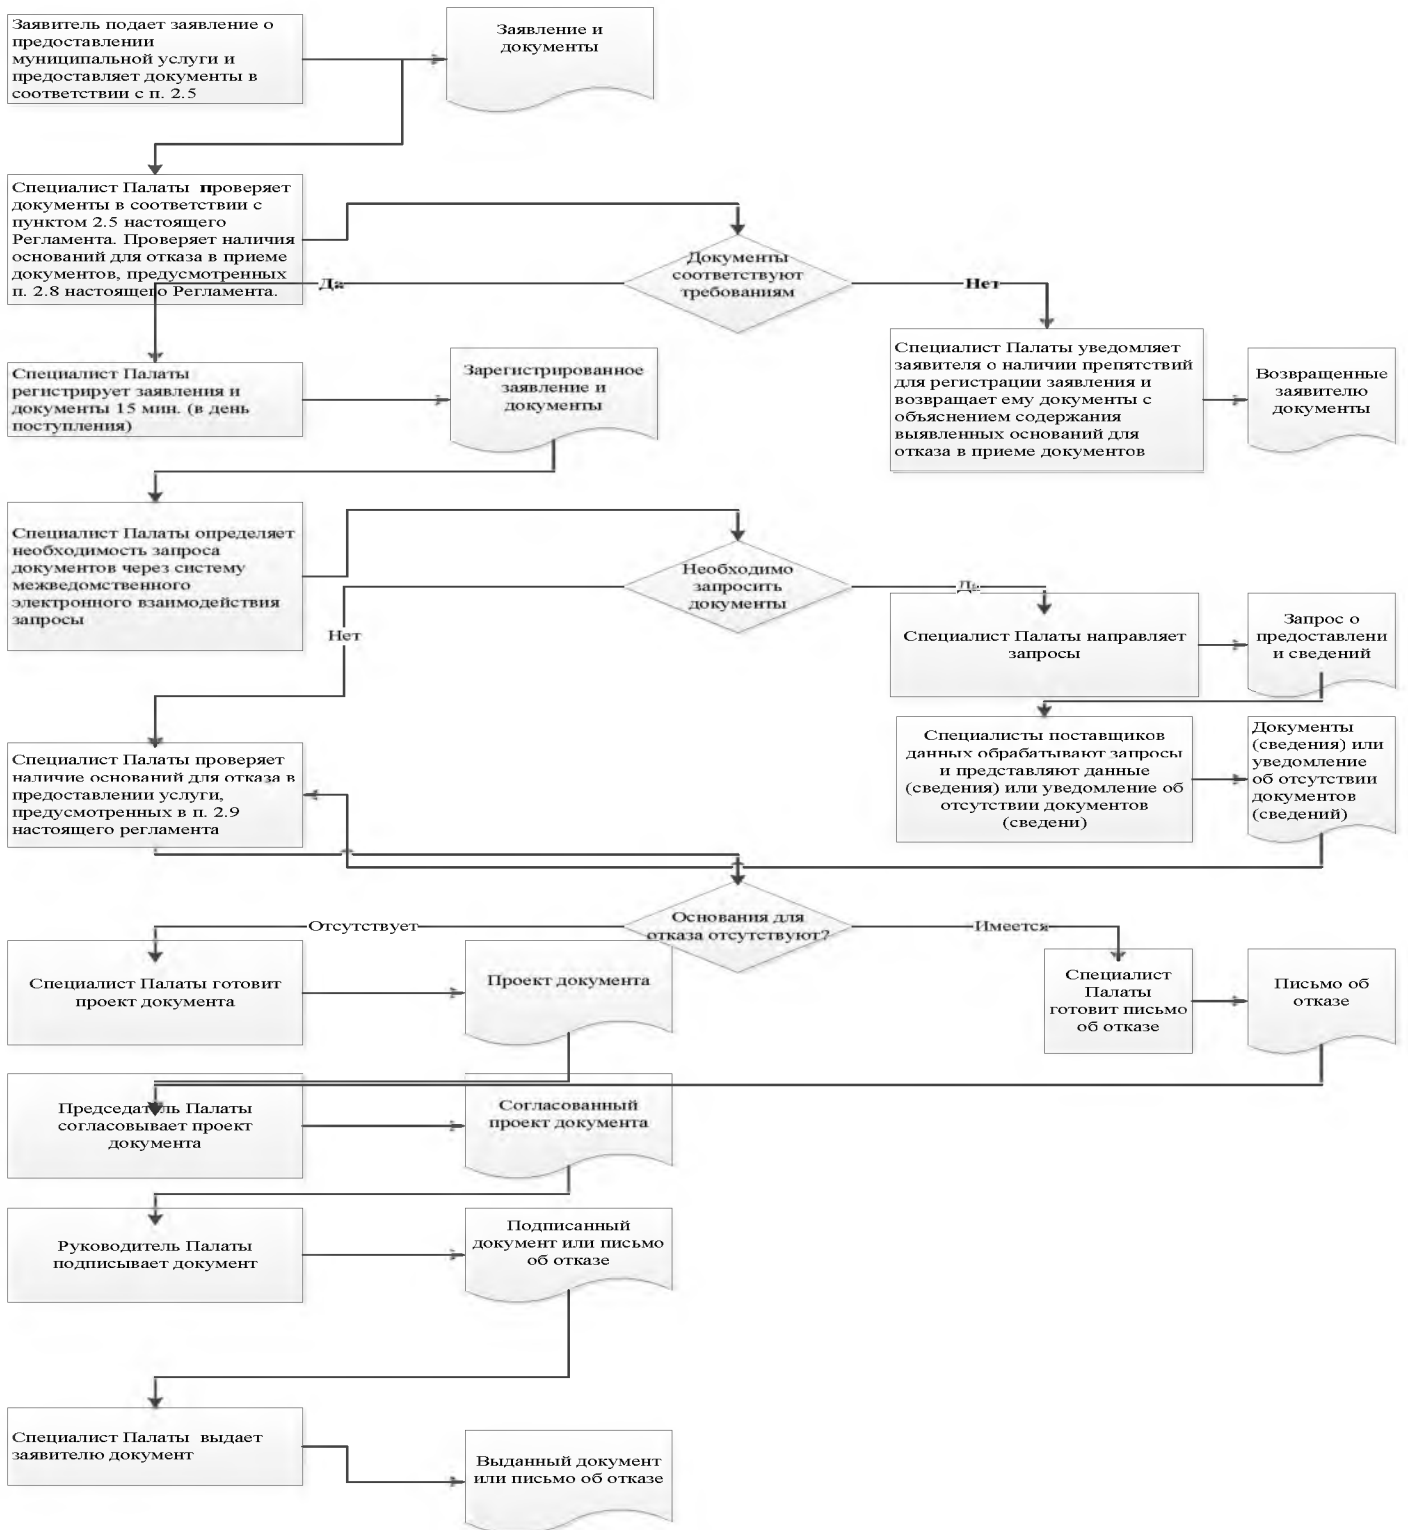 Заявитель подает заявление о
предоставлении
муниципальной услуги и
предоставляет документы в
соответствии с п. 2.5
Заявление и
документы
Специалист Палаты проверяет
документы в соответствии с
пунктом 2.5 настоящего
Регламента. Проверяет наличия
оснований для отказа в приеме
документов, предусмотренных
п. 2.8 настоящего Регламента.
Документы
соответствуют
требованиям
Да
Нет
Специалист Палаты
регистрирует заявления и
документы 15 мин. (в день
поступления)
Зарегистрированное
заявление и
документы
Специалист Палаты уведомляет
заявителя о наличии препятствий
для регистрации заявления и
возвращает ему документы с
объяснением содержания
выявленных оснований для
отказа в приеме документов
Возвращенные
заявителю
документы
Специалист Палаты определяет
необходимость запроса
документов через систему
межведомственного
электронного взаимодействия
запросы
Необходимо
запросить
документы
Нет
Да
Специалист Палаты направляет
запросы
Запрос о
предоставлени
и сведений
Специалист Палаты проверяет
наличие оснований для отказа в
предоставлении услуги,
предусмотренных в п. 2.9
настоящего регламента
Специалисты поставщиков
данных обрабатывают запросы
и представляют данные
(сведения) или уведомление об
отсутствии документов
(сведени)
Документы
(сведения) или
уведомление
об отсутствии
документов
(сведений)
Основания для
отказа отсутствуют?
Отсутствует
Имеется
Специалист Палаты готовит
проект документа
Проект документа
Специалист
Палаты
готовит письмо
об отказе
Письмо об
отказе
Председатель Палаты
согласовывает проект
документа
Согласованный
проект документа
Руководитель Палаты
подписывает документ
Подписанный
документ или письмо
об отказе
Специалист Палаты выдает
заявителю документ
Выданный документ
или письмо об отказе